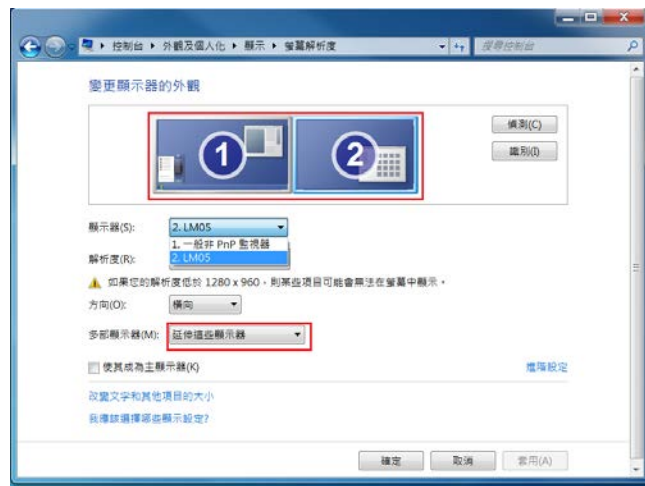 控制台 ▸ 外觀及個人化 ▸ 顯示 ▸ 螢幕解析度
搜尋控制台
變更顯示器的外觀
1 2
偵測(C)
識別(I)
顯示器(S): 2. LM05
1. 一般非 PnP 監視器
解析度(R): 2. LM05
如果您的解析度低於 1280 x 960，則某些項目可能會無法在螢幕中顯示。
方向(O): 橫向
多部顯示器(M): 延伸這些顯示器
使其成為主顯示器(K) 進階設定
改變文字和其他項目的大小
我應該選擇哪些顯示設定?
確定 取消 套用(A)